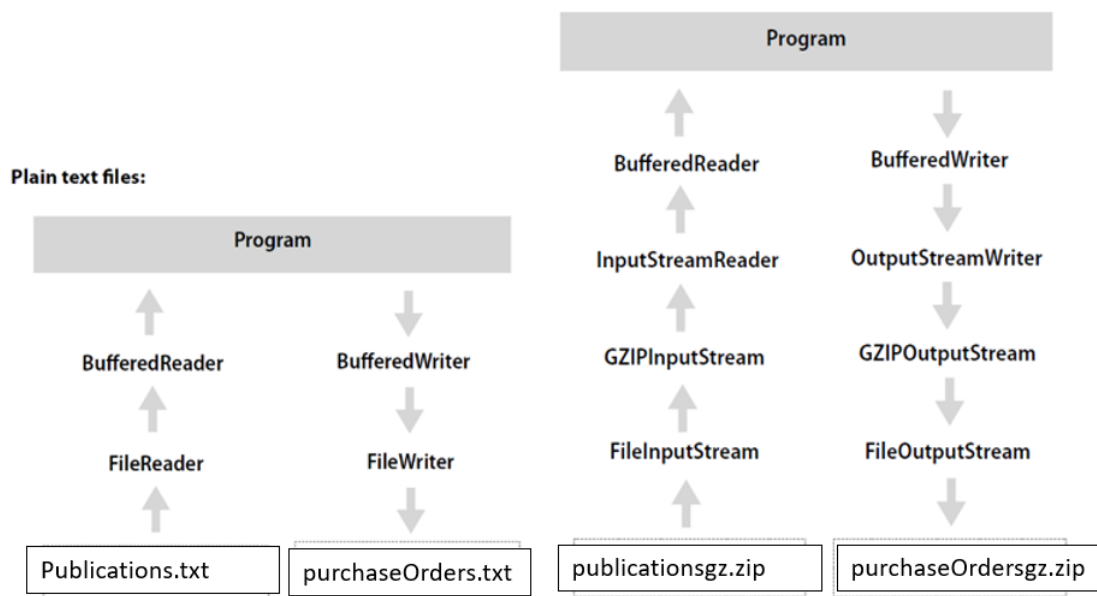 Plain text files:
Program
BufferedReader
BufferedWriter
FileReader
FileWriter
Publications.txt
purchaseOrders.txt
Program
BufferedReader
BufferedWriter
InputStreamReader
OutputStreamWriter
GZIPInputStream
GZIPOutputStream
FileInputStream
FileOutputStream
publicationsgz.zip
purchaseOrdersgz.zip